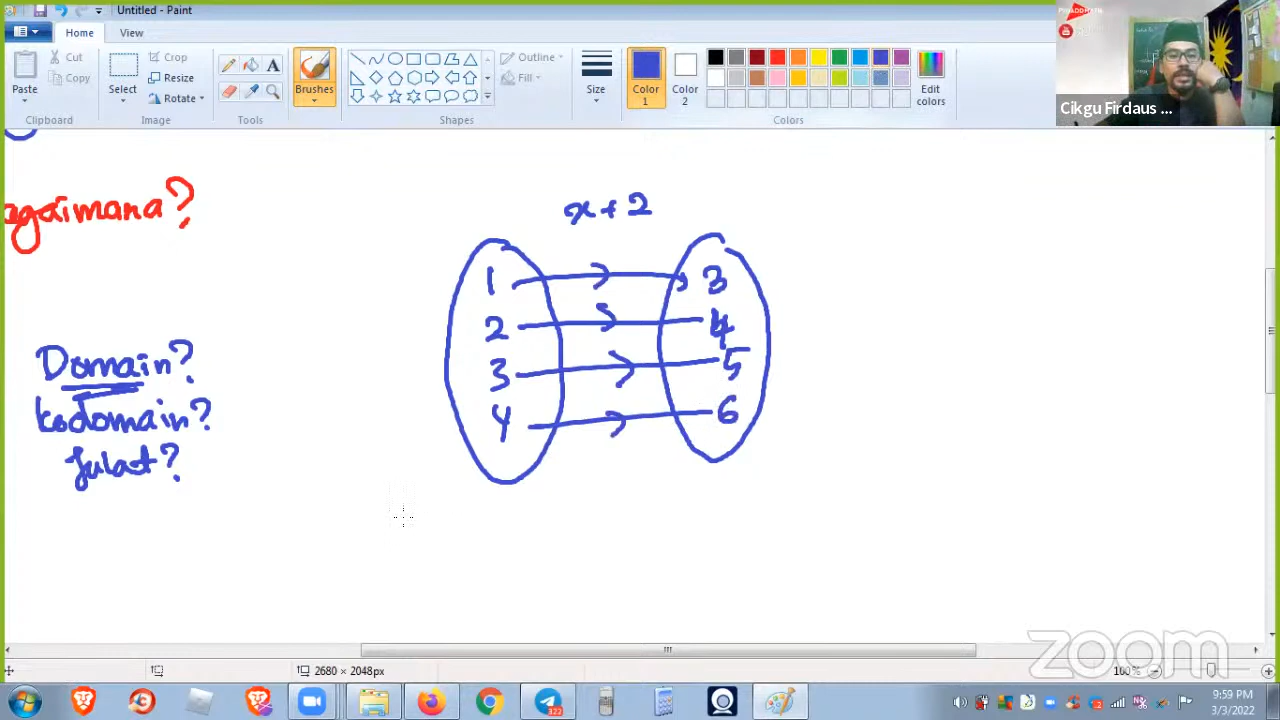 Untitled - Paint
Home View
Paste
Cut
Copy
Clipboard
Select
Crop
Resize
Rotate
Image
Tools
Brushes
Shapes
Outline
Fill
Size
Color 1
Color 2
Edit colors
Colors
Cikgu Firdaus ...
agaimana?
x + 2
1 3
2 4
3 5
4 6
Domain?
kodomain?
Julat?
zoom
2680 × 2048px
100%
322
9:59 PM
3/3/2022